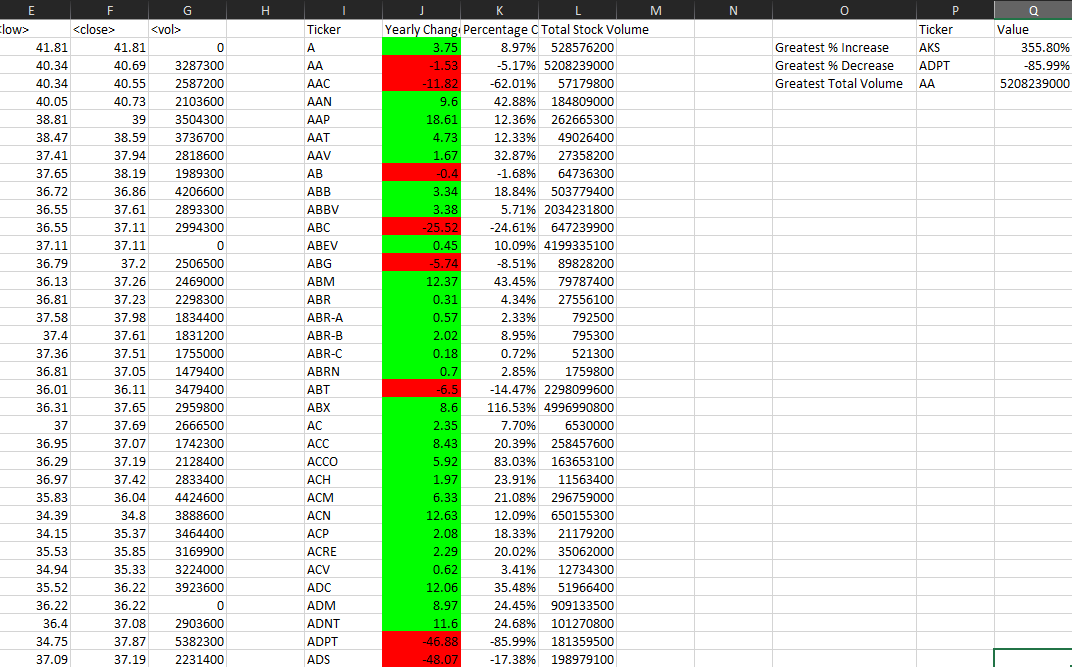 E F G H I J K L M N O P Q
<low> <close> <vol> Ticker Yearly Chang Percentage C Total Stock Volume Ticker Value
41.81 41.81 0 A 3.75 8.97% 528576200 Greatest % Increase AKS 355.80%
40.34 40.69 3287300 AA -1.53 -5.17% 5208239000 Greatest % Decrease ADPT -85.99%
40.34 40.55 2587200 AAC -11.82 -62.01% 57179800 Greatest Total Volume AA 5208239000
40.05 40.73 2103600 AAN 9.6 42.88% 184809000
38.81 39 3504300 AAP 18.61 12.36% 262665300
38.47 38.59 3736700 AAT 4.73 12.33% 49026400
37.41 37.94 2818600 AAV 1.67 32.87% 27358200
37.65 38.19 1989300 AB -0.4 -1.68% 64736300
36.72 36.86 4206600 ABB 3.34 18.84% 503779400
36.55 37.61 2893300 ABBV 3.38 5.71% 2034231800
36.55 37.11 2994300 ABC -25.52 -24.61% 647239900
37.11 37.11 0 ABEV 0.45 10.09% 4199335100
36.79 37.2 2506500 ABG -5.74 -8.51% 89828200
36.13 37.26 2469000 ABM 12.37 43.45% 79787400
36.81 37.23 2298300 ABR 0.31 4.34% 27556100
37.58 37.98 1834400 ABR-A 0.57 2.33% 792500
37.4 37.61 1831200 ABR-B 2.02 8.95% 795300
37.36 37.51 1755000 ABR-C 0.18 0.72% 521300
36.81 37.05 1479400 ABRN 0.7 2.85% 1759800
36.01 36.11 3479400 ABT -6.5 -14.47% 2298099600
36.31 37.65 2959800 ABX 8.6 116.53% 4996990800
37 37.69 2666500 AC 2.35 7.70% 6530000
36.95 37.07 1742300 ACC 8.43 20.39% 258457600
36.29 37.19 2128400 ACCO 5.92 83.03% 163653100
36.97 37.42 2833400 ACH 1.97 23.91% 11563400
35.83 36.04 4424600 ACM 6.33 21.08% 296759000
34.39 34.8 3888600 ACN 12.63 12.09% 650155300
34.15 35.37 3464400 ACP 2.08 18.33% 21179200
35.53 35.85 3169900 ACRE 2.29 20.02% 35062000
34.94 35.33 3224000 ACV 0.62 3.41% 12734300
35.52 36.22 3923600 ADC 12.06 35.48% 51966400
36.22 36.22 0 ADM 8.97 24.45% 909133500
36.4 37.08 2903600 ADNT 11.6 24.68% 101270800
34.75 37.87 5382300 ADPT -46.88 -85.99% 181359500
37.09 37.19 2231400 ADS -48.07 -17.38% 198979100